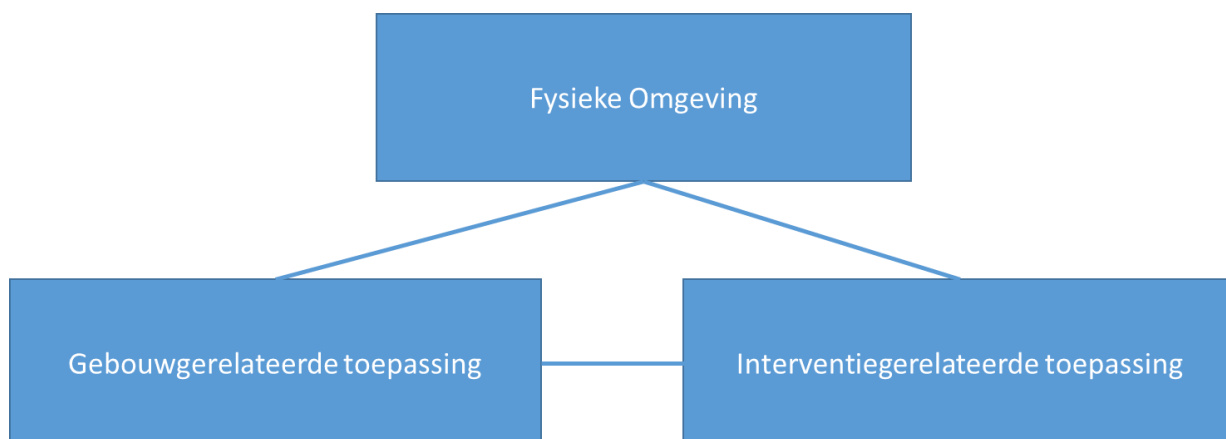 Fysieke Omgeving
Gebouwgerelateerde toepassing
Interventiegerelateerde toepassing